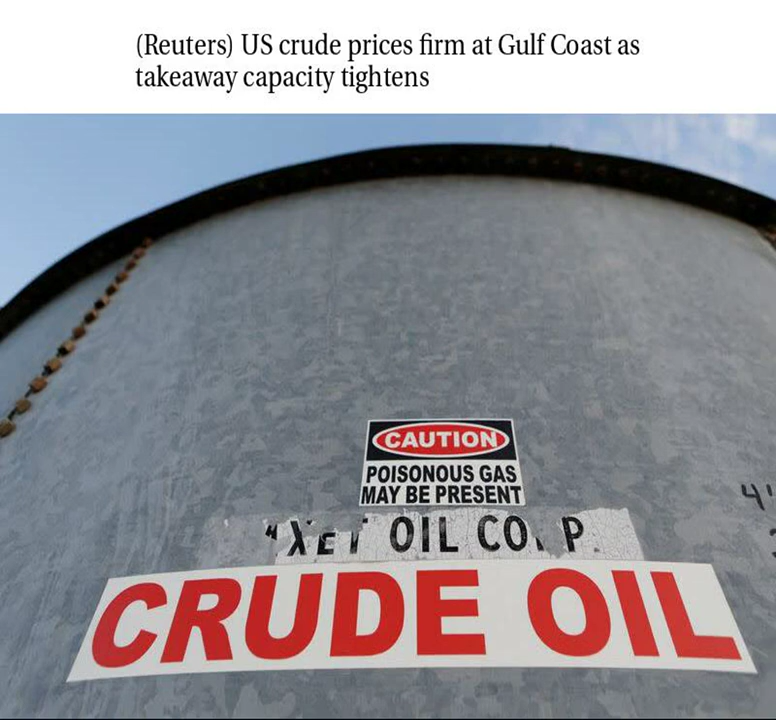 (Reuters) US crude prices firm at Gulf Coast as
takeaway capacity tightens
CAUTION
POISONOUS GAS
MAY BE PRESENT
OIL CO
CRUDE OIL
4'